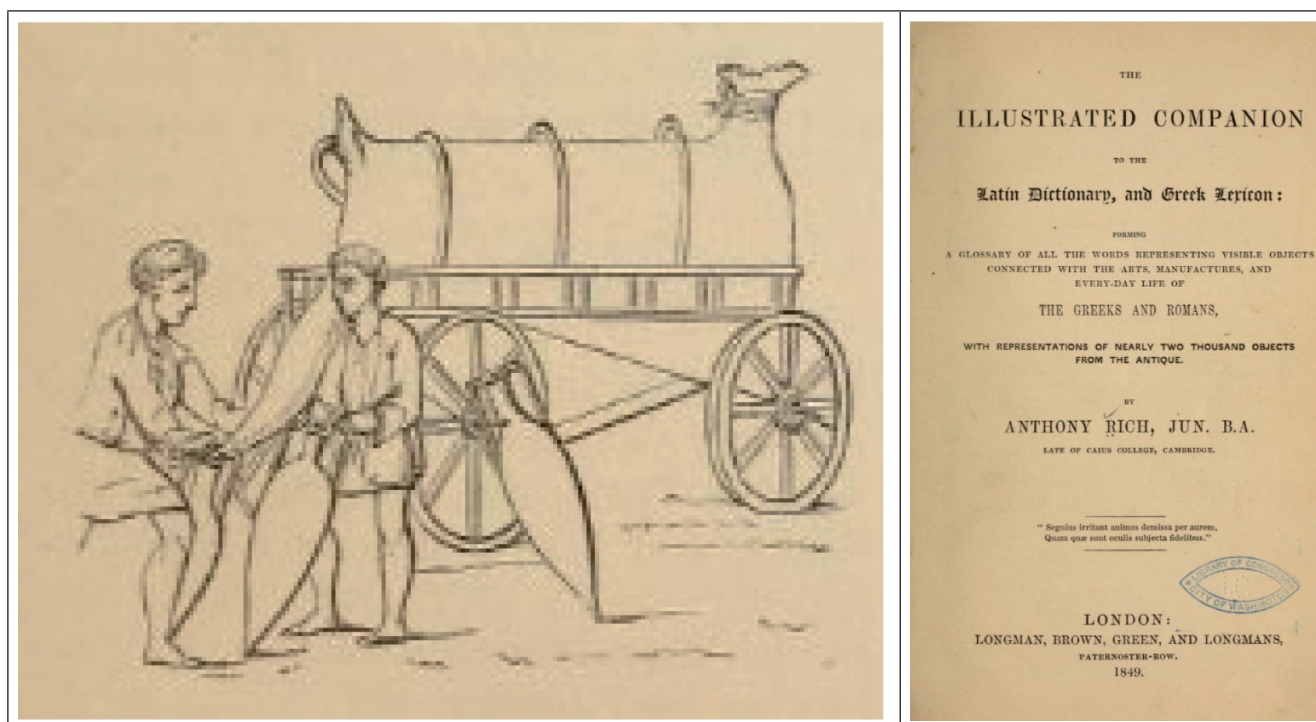 THE
ILLUSTRATED COMPANION
TO THE
Latin Dictionary, and Greek Lexicon:
FORMING
A GLOSSARY OF ALL THE WORDS REPRESENTING VISIBLE OBJECTS
CONNECTED WITH THE ARTS, MANUFACTURES, AND
EVERY-DAY LIFE OF
THE GREEKS AND ROMANS,
WITH REPRESENTATIONS OF NEARLY TWO THOUSAND OBJECTS
FROM THE ANTIQUE.
BY
ANTHONY RICH, JUN. B.A.
LATE OF CAIUS COLLEGE, CAMBRIDGE.
"Segnius irritant animos demissa per aurem,
Quam quæ sunt oculis subjecta fidelibus."
LIBRARY OF CONGRESS
CITY OF WASHINGTON
LONDON:
LONGMAN, BROWN, GREEN, AND LONGMANS,
PATERNOSTER-ROW.
1849.